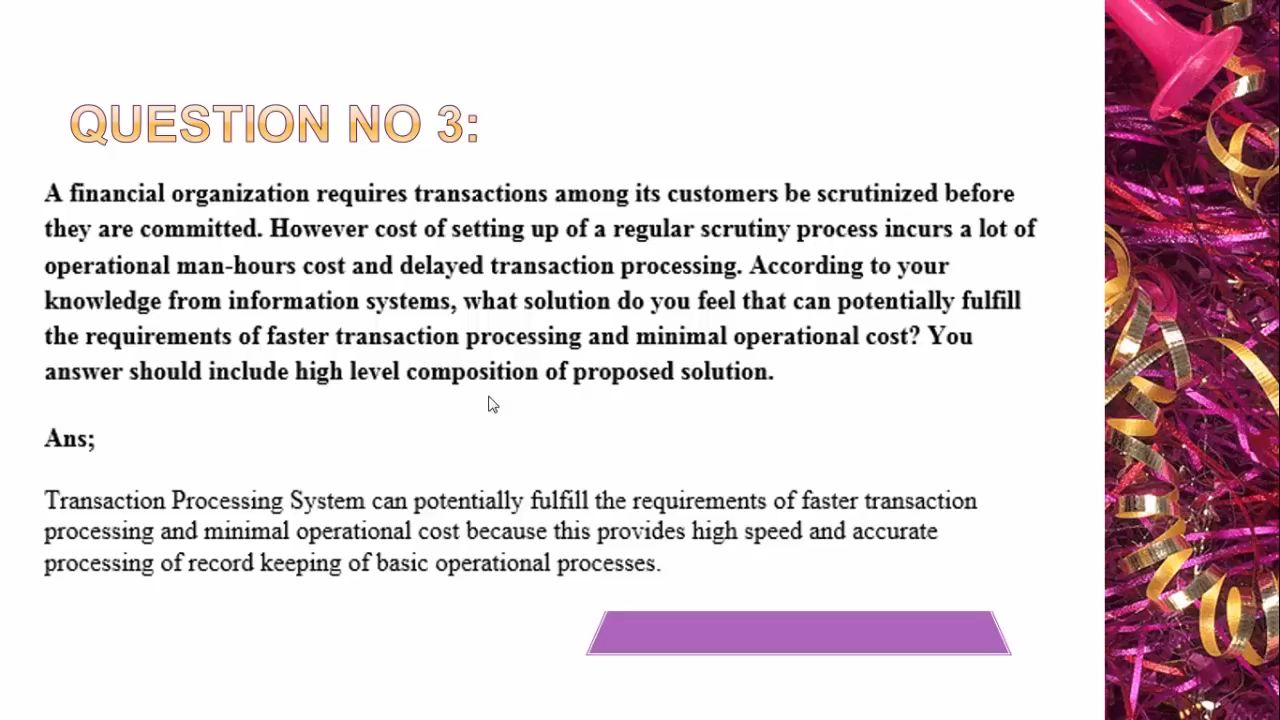 QUESTION NO 3:
A financial organization requires transactions among its customers be scrutinized before
they are committed. However cost of setting up of a regular scrutiny process incurs a lot of
operational man-hours cost and delayed transaction processing. According to your
knowledge from information systems, what solution do you feel that can potentially fulfill
the requirements of faster transaction processing and minimal operational cost? You
answer should include high level composition of proposed solution.
Ans;
Transaction Processing System can potentially fulfill the requirements of faster transaction
processing and minimal operational cost because this provides high speed and accurate
processing of record keeping of basic operational processes.